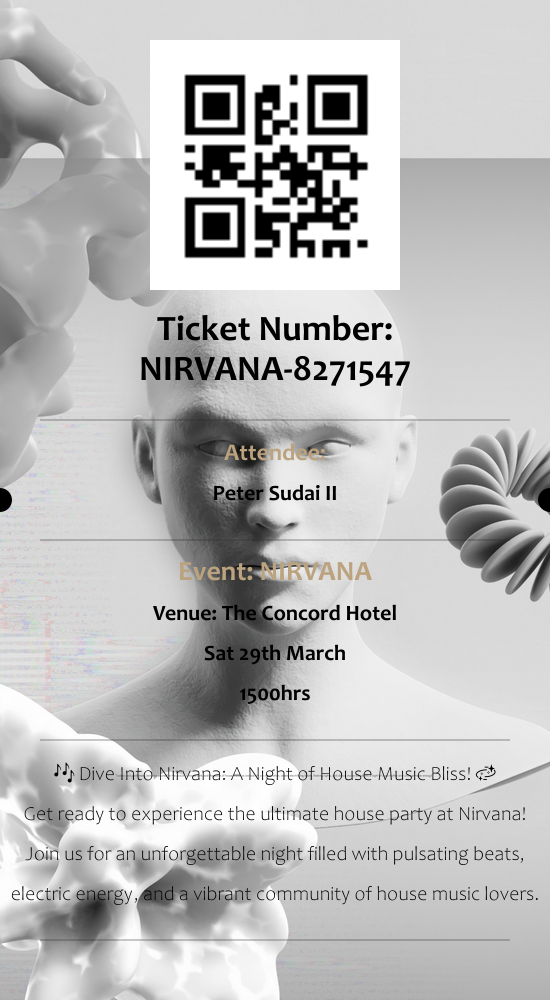 Ticket Number:
NIRVANA-8271547
Attendee:
Peter Sudai II
Event: NIRVANA
Venue: The Concord Hotel
Sat 29th March
1500hrs
🎶 Dive Into Nirvana: A Night of House Music Bliss! 💫
Get ready to experience the ultimate house party at Nirvana!
Join us for an unforgettable night filled with pulsating beats,
electric energy, and a vibrant community of house music lovers.